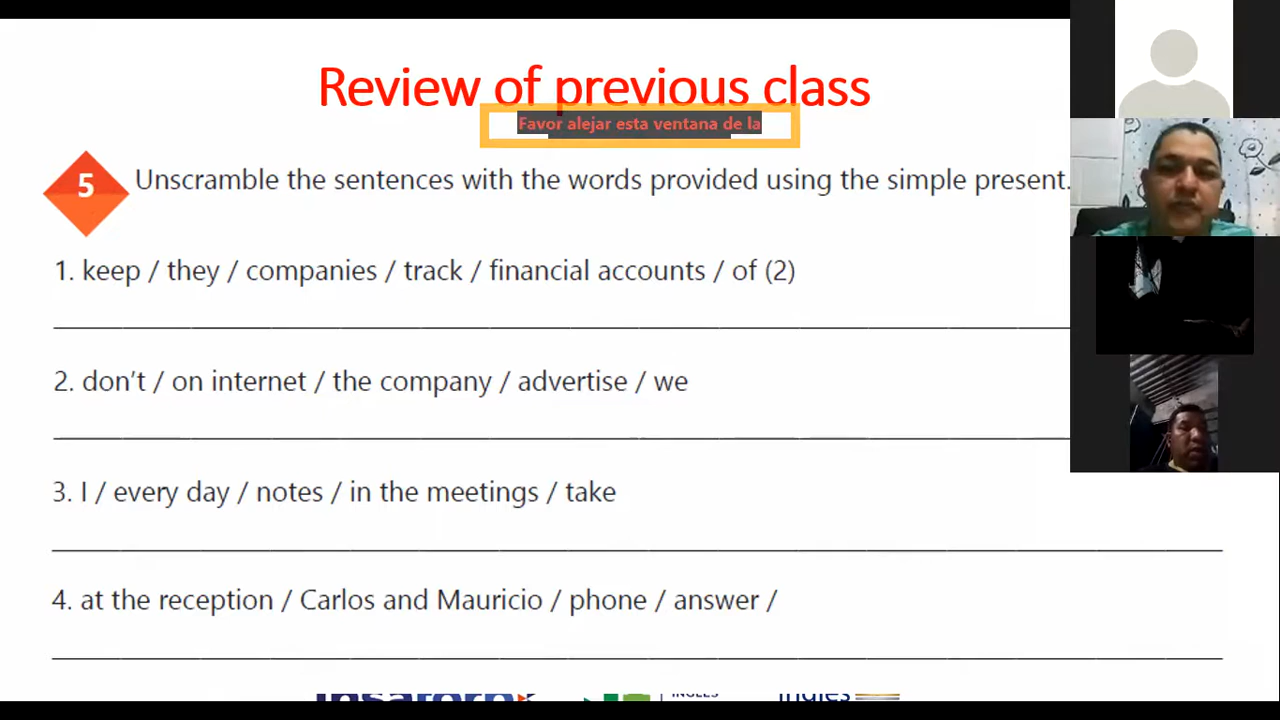 Review of previous class
Favor alejar esta ventana de la
5
Unscramble the sentences with the words provided using the simple present.
1. keep / they / companies / track / financial accounts / of (2)
2. don’t / on internet / the company / advertise / we
3. I / every day / notes / in the meetings / take
4. at the reception / Carlos and Mauricio / phone / answer /
INGLÉS
Inglés